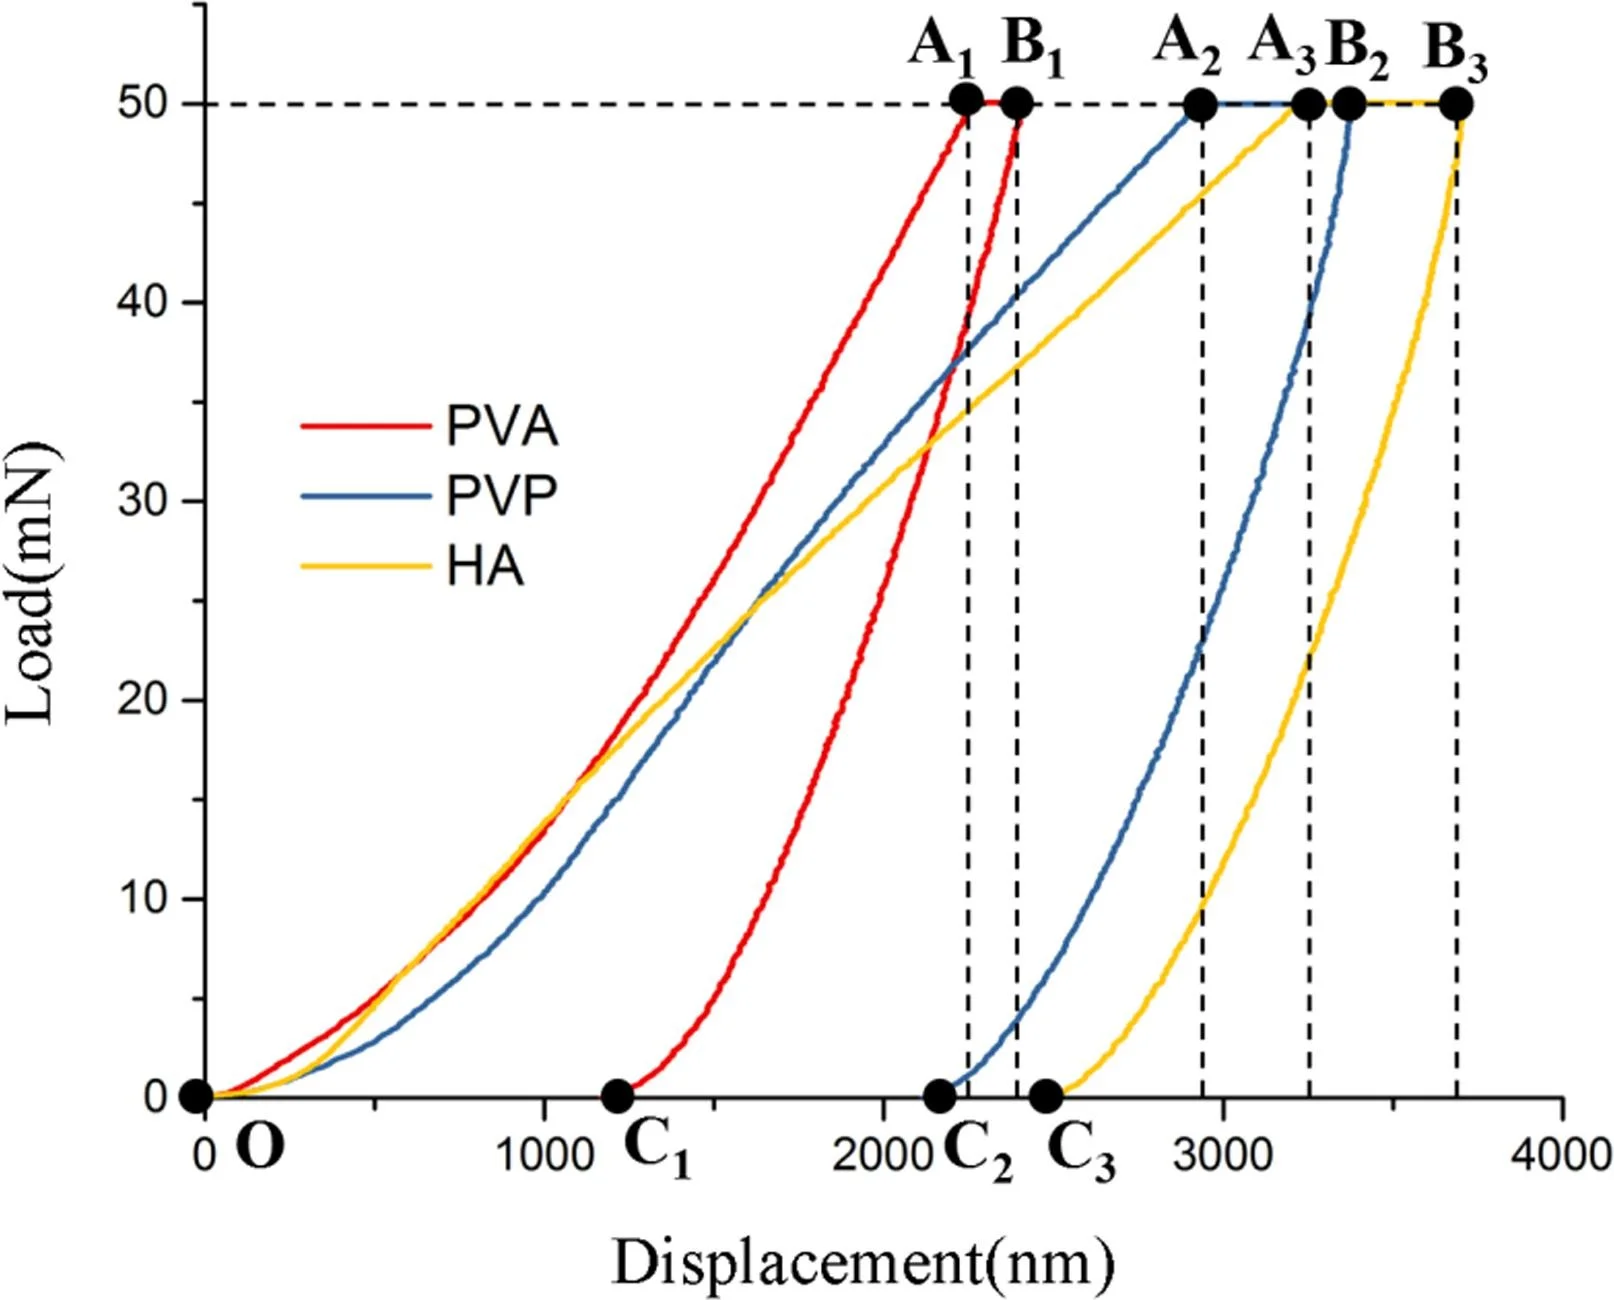 A₁ B₁ A₂ A₃ B₂ B₃
50
40
30
20
10
0
Load(mN)
PVA
PVP
HA
0 O 1000 C₁ 2000 C₂ C₃ 3000 4000
Displacement(nm)